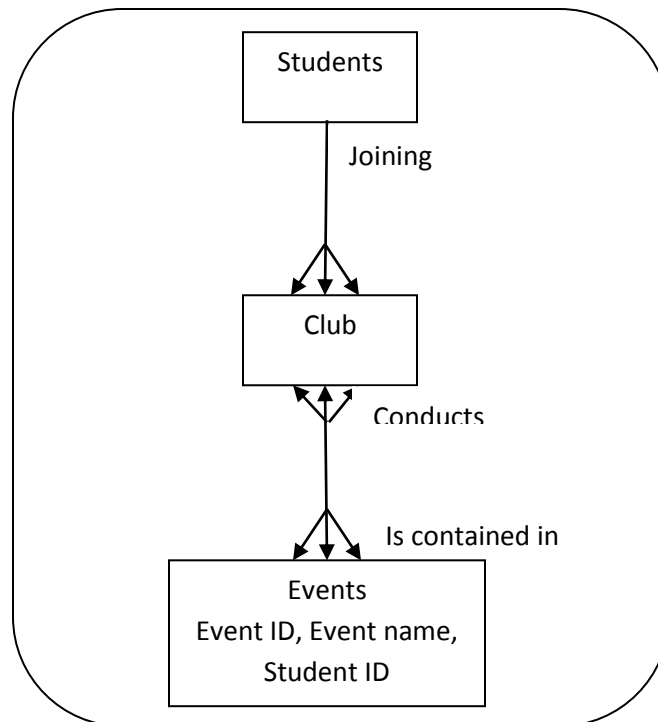 Students
Joining
Club
Conducts
Is contained in
Events
Event ID, Event name,
Student ID